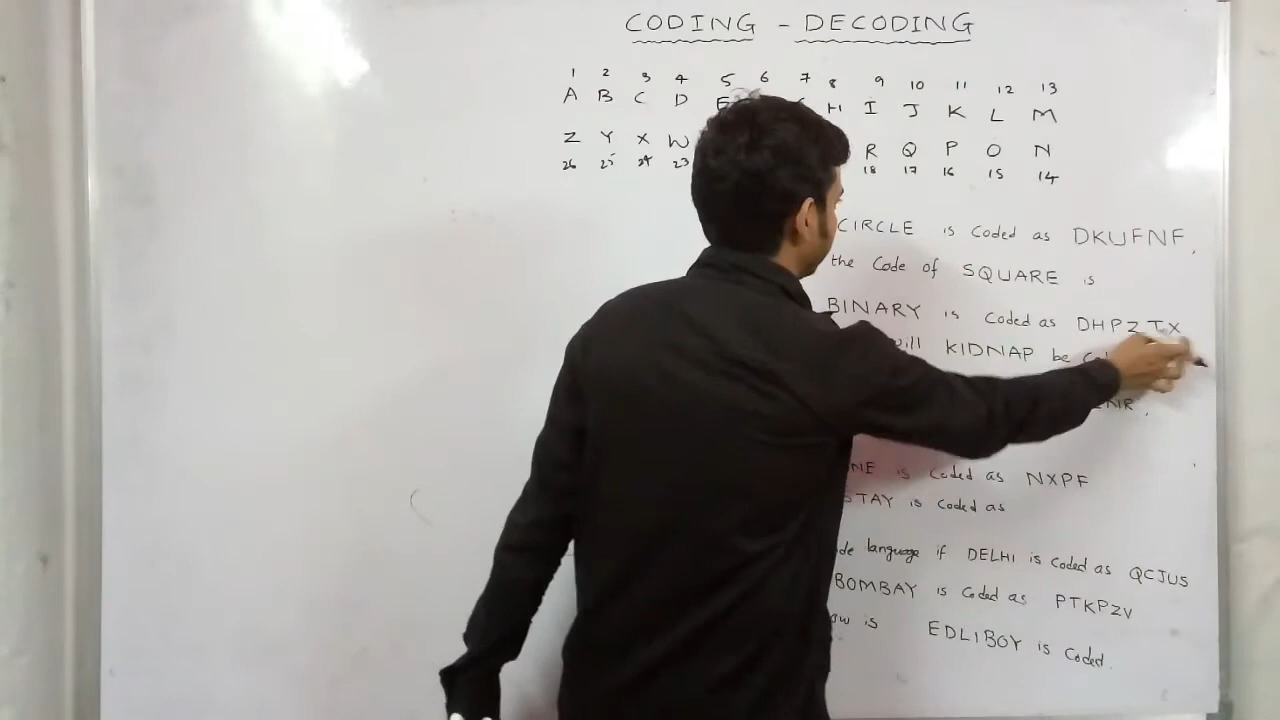 CODING - DECODING
1 2 3 4 5 6 7 8 9 10 11 12 13
A B C D E H I J K L M
Z Y X W R Q P O N
26 25 24 23 18 17 16 15 14
CIRCLE is Coded as DKUFNF,
the Code of SQUARE is
BINARY is Coded as DHPZTX
will KIDNAP be
NE is Coded as NXPF
STAY is Coded as
language if DELHI is Coded as QCJUS
BOMBAY is Coded as PTKPZV
is EDLIBOY is Coded.